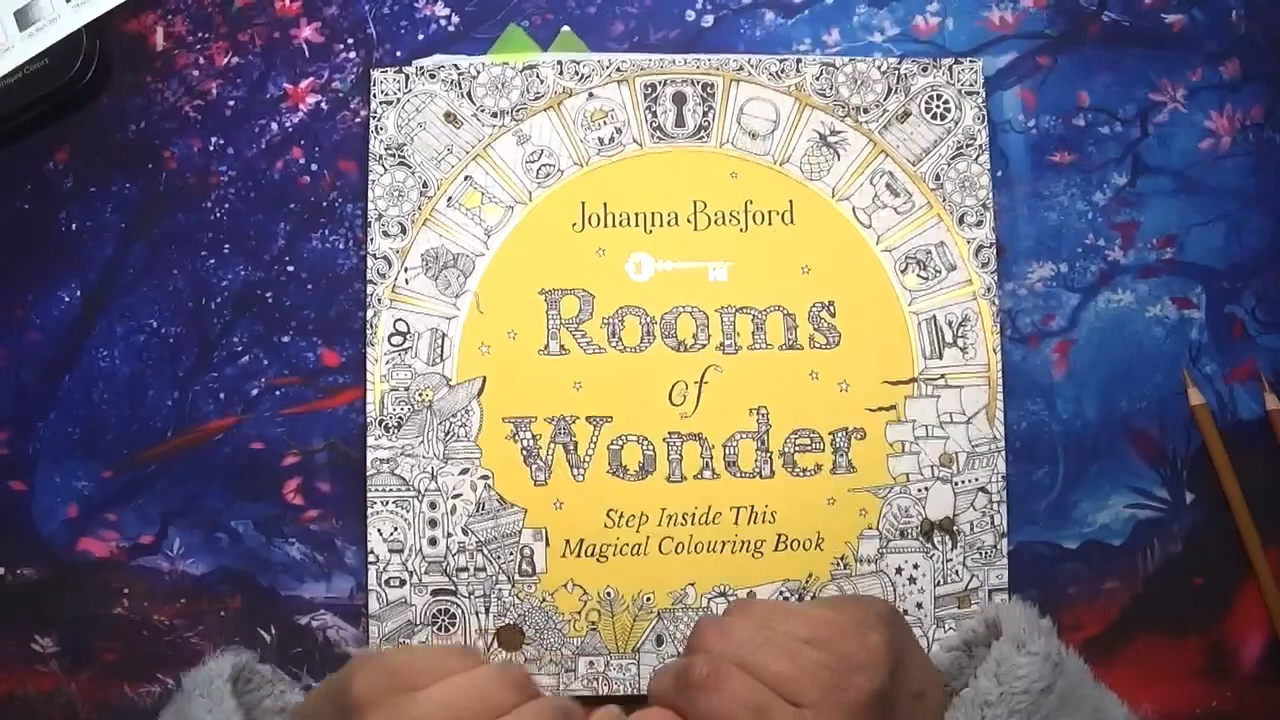 Johanna Basford
Rooms
of
Wonder
Step Inside This
Magical Colouring Book